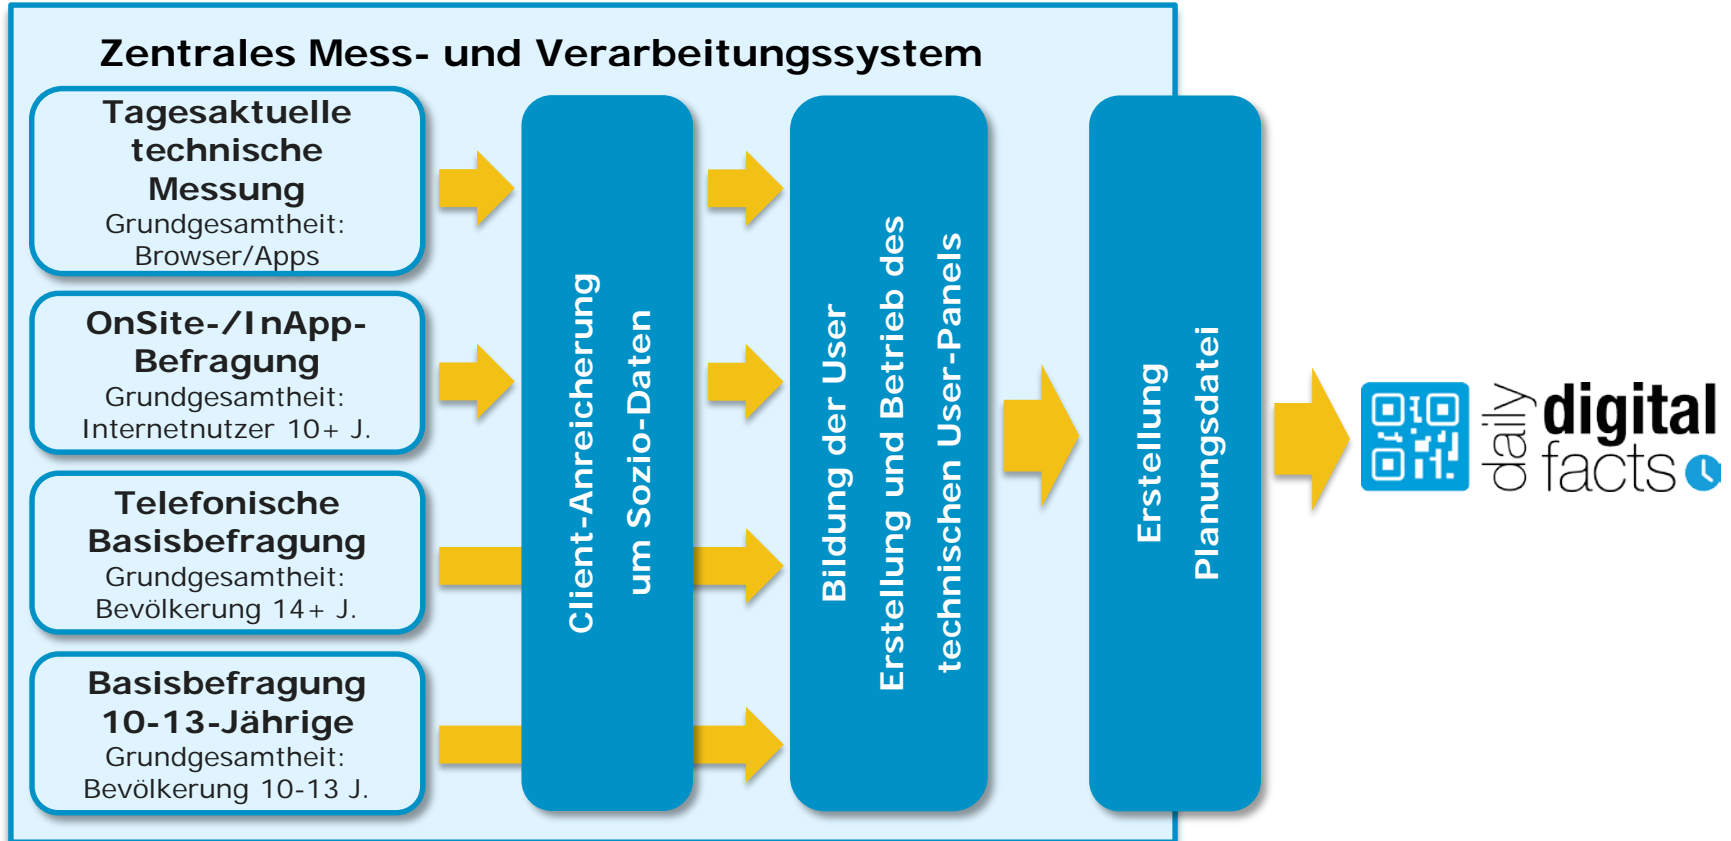 Zentrales Mess- und Verarbeitungssystem
Tagesaktuelle
technische
Messung
Grundgesamtheit:
Browser/Apps
OnSite-/InApp-
Befragung
Grundgesamtheit:
Internetnutzer 10+ J.
Telefonische
Basisbefragung
Grundgesamtheit:
Bevölkerung 14+ J.
Basisbefragung
10-13-Jährige
Grundgesamtheit:
Bevölkerung 10-13 J.
Client-Anreicherung
um Sozio-Daten
Bildung der User
Erstellung und Betrieb des
technischen User-Panels
Erstellung
Planungsdatei
daily
digital
facts